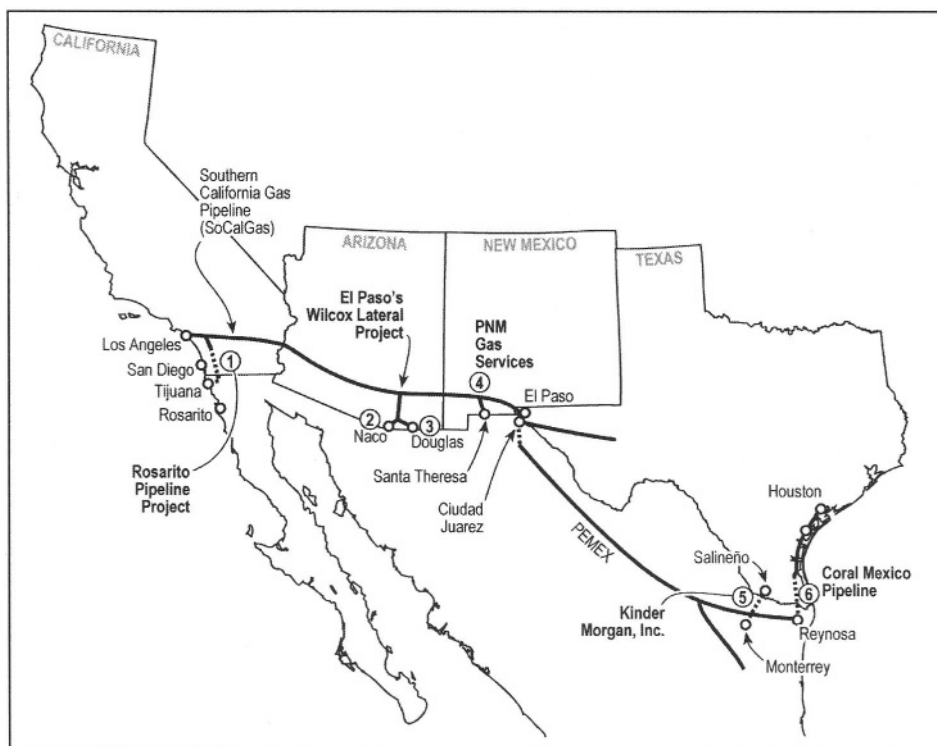 CALIFORNIA
Southern
California Gas
Pipeline
(SoCalGas)
ARIZONA
NEW MEXICO
TEXAS
El Paso's
Wilcox Lateral
Project
PNM
Gas
Services
Los Angeles
1
4
El Paso
San Diego
Tijuana
Rosarito
2
3
Naco
Douglas
Santa Theresa
Rosarito
Pipeline
Project
Ciudad
Juarez
Houston
PEMEX
Salineño
Coral Mexico
Pipeline
5
6
Kinder
Morgan, Inc.
Reynosa
Monterrey